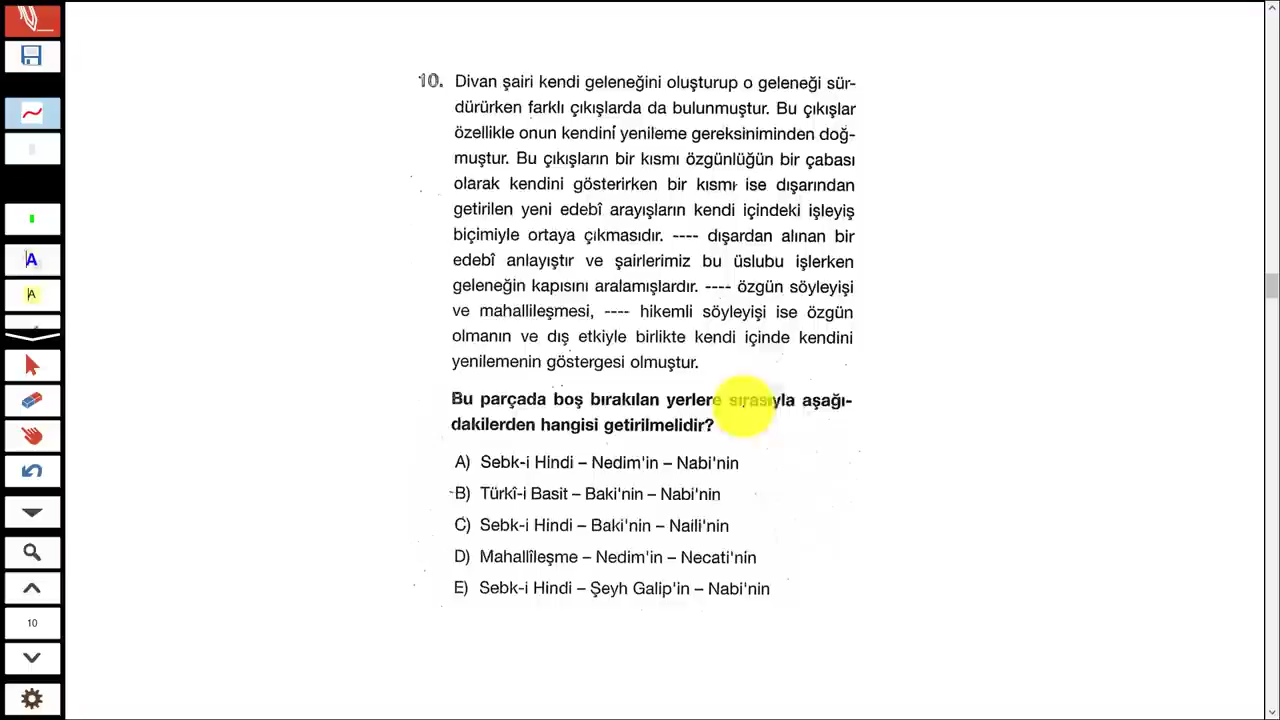 10. Divan şairi kendi geleneğini oluşturup o geleneği sür-
dürürken farklı çıkışlarda da bulunmuştur. Bu çıkışlar
özellikle onun kendini yenileme gereksiniminden doğ-
muştur. Bu çıkışların bir kısmı özgünlüğün bir çabası
olarak kendini gösterirken bir kısmı ise dışarından
getirilen yeni edebî arayışların kendi içindeki işleyiş
biçimiyle ortaya çıkmasıdır. ---- dışardan alınan bir
edebî anlayıştır ve şairlerimiz bu üslubu işlerken
geleneğin kapısını aralamışlardır. ---- özgün söyleyişi
ve mahallileşmesi, ---- hikemli söyleyişi ise özgün
olmanın ve dış etkiyle birlikte kendi içinde kendini
yenilemenin göstergesi olmuştur.
Bu parçada boş bırakılan yerlere sırasıyla aşağı-
dakilerden hangisi getirilmelidir?
A) Sebk-i Hindi – Nedim'in – Nabi'nin
B) Türkî-i Basit – Baki'nin – Nabi'nin
C) Sebk-i Hindi – Baki'nin – Naili'nin
D) Mahallîleşme – Nedim'in – Necati'nin
E) Sebk-i Hindi – Şeyh Galip'in – Nabi'nin
A
A
10